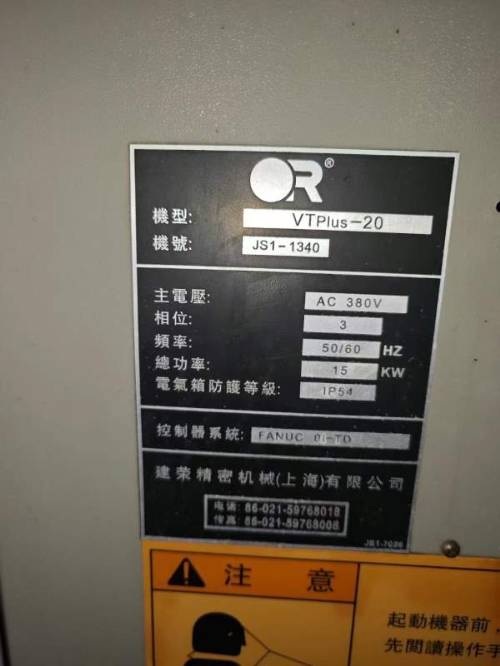 OR®
機型: VTPlus-20
機號: JS1-1340
主電壓: AC 380V
相位: 3
頻率: 50/60 HZ
總功率: 15 KW
電氣箱防護等級: IP54
控制器系統: FANUC 0i-TD
建荣精密机械(上海)有限公司
电话: 86-021-59768018
传真: 86-021-59768008
注 意
起動機器前，
先閱讀操作手